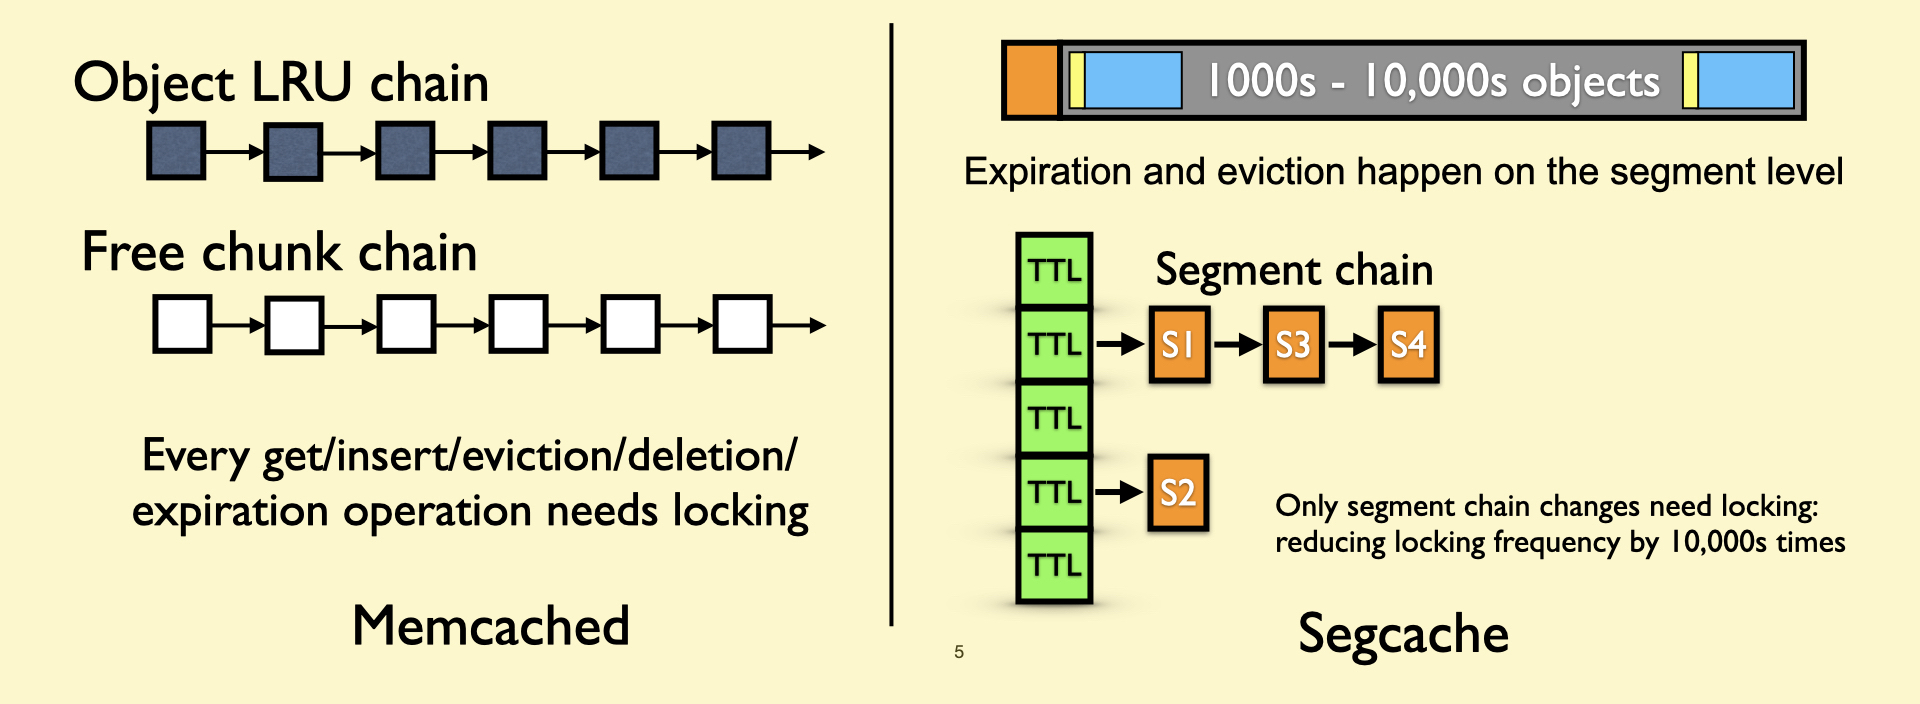 Object LRU chain
Free chunk chain
Every get/insert/eviction/deletion/
expiration operation needs locking
Memcached
1000s - 10,000s objects
Expiration and eviction happen on the segment level
TTL
Segment chain
TTL
S1
S3
S4
TTL
TTL
S2
TTL
Only segment chain changes need locking:
reducing locking frequency by 10,000s times
Segcache
5